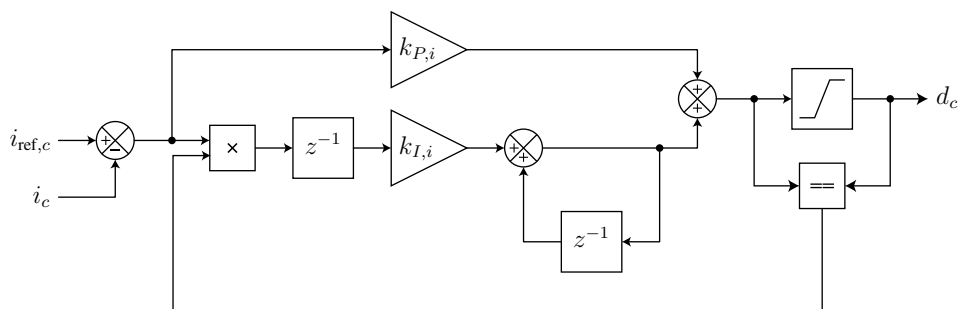 k_{P,i}
i_{ref,c}
+
−
×
z^{-1}
k_{I,i}
+
+
+
+
d_c
i_c
==
z^{-1}